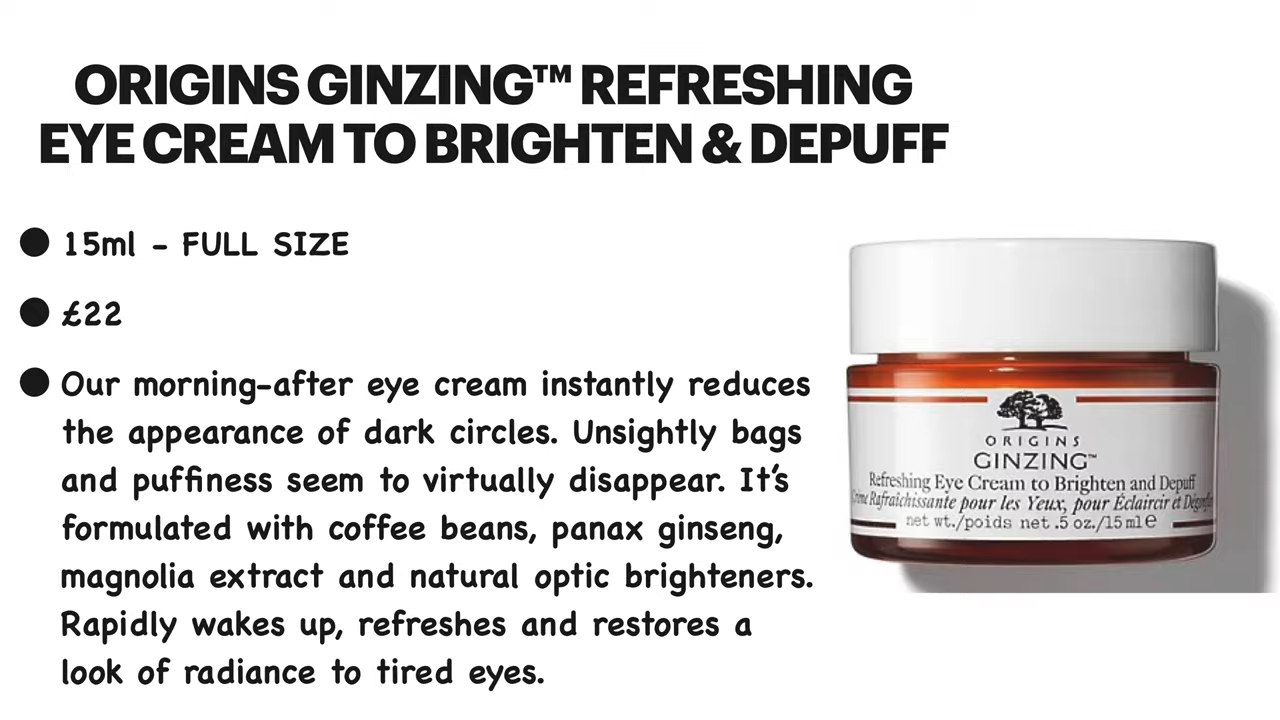 ORIGINS GINZING™ REFRESHING
EYE CREAM TO BRIGHTEN & DEPUFF
● 15ml - FULL SIZE
● £22
● Our morning-after eye cream instantly reduces
the appearance of dark circles. Unsightly bags
and puffiness seem to virtually disappear. It's
formulated with coffee beans, panax ginseng,
magnolia extract and natural optic brighteners.
Rapidly wakes up, refreshes and restores a
look of radiance to tired eyes.
ORIGINS
GINZING™
Refreshing Eye Cream to Brighten and Depuff
Rafraîchissante pour les Yeux, pour Éclaircir et
net wt./poids net .5 oz./15 ml e